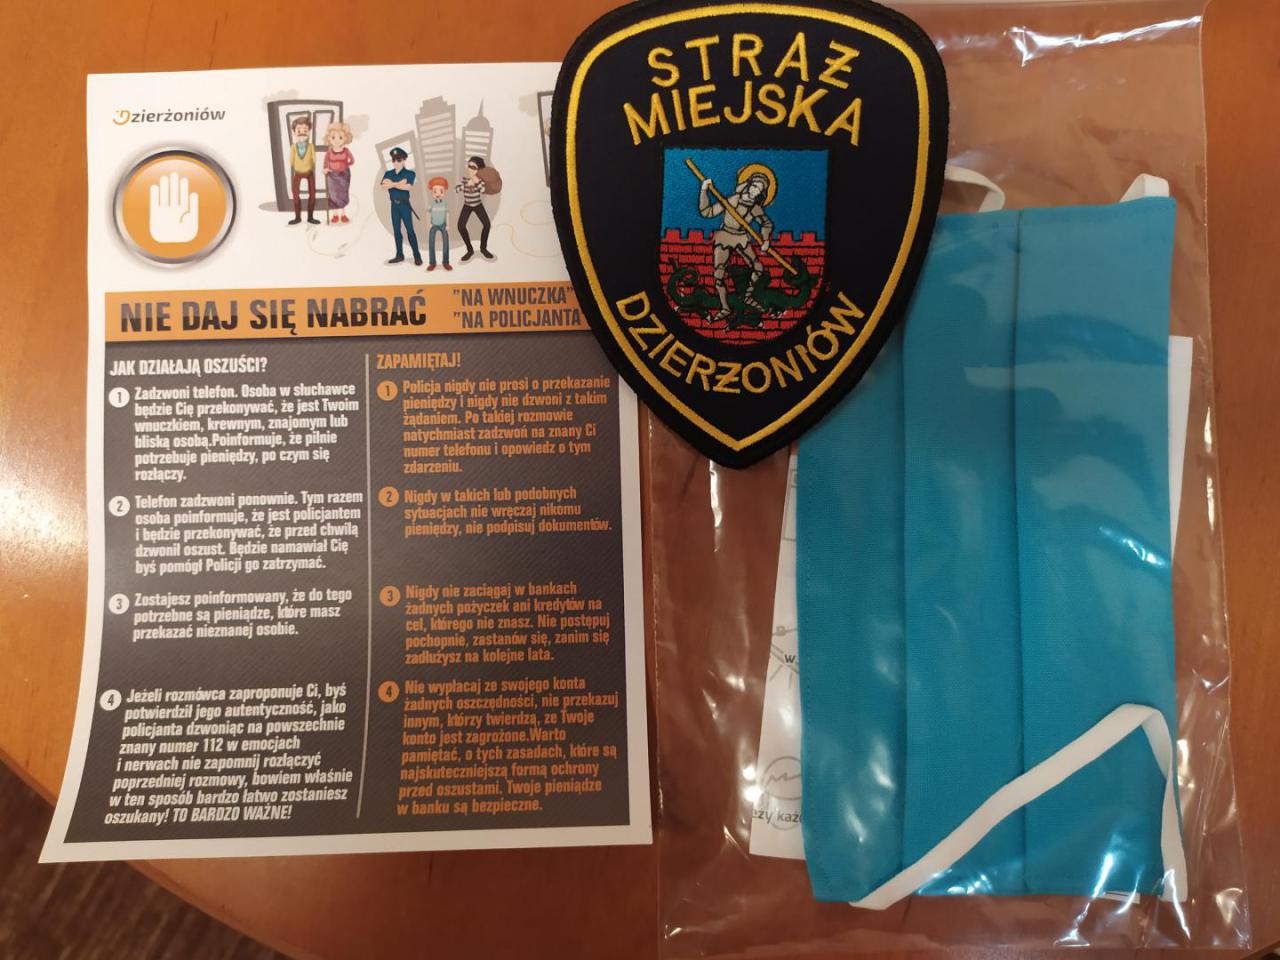 Dzierżoniów
NIE DAJ SIĘ NABRAĆ
"NA WNUCZKA"
"NA POLICJANTA
JAK DZIAŁAJĄ OSZUŚCI?
1 Zadzwoni telefon. Osoba w słuchawce
będzie Cię przekonywać, że jest Twoim
wnuczkiem, krewnym, znajomym lub
bliską osobą.Poinformuje, że pilnie
potrzebuje pieniędzy, po czym się
rozłączy.
2 Telefon zadzwoni ponownie. Tym razem
osoba poinformuje, że jest policjantem
i będzie przekonywać, że przed chwilą
dzwonił oszust. Będzie namawiał Cię
byś pomógł Policji go zatrzymać.
3 Zostajesz poinformowany, że do tego
potrzebne są pieniądze, które masz
przekazać nieznanej osobie.
4 Jeżeli rozmówca zaproponuje Ci, byś
potwierdził jego autentyczność, jako
policjanta dzwoniąc na powszechnie
znany numer 112 w emocjach
i nerwach nie zapomnij rozłączyć
poprzedniej rozmowy, bowiem właśnie
w ten sposób bardzo łatwo zostaniesz
oszukany! TO BARDZO WAŻNE!
ZAPAMIĘTAJ!
1 Policja nigdy nie prosi o przekazanie
pieniędzy i nigdy nie dzwoni z takim
żądaniem. Po takiej rozmowie
natychmiast zadzwoń na znany Ci
numer telefonu i opowiedz o tym
zdarzeniu.
2 Nigdy w takich lub podobnych
sytuacjach nie wręczaj nikomu
pieniędzy, nie podpisuj dokumentów.
3 Nigdy nie zaciągaj w bankach
żadnych pożyczek ani kredytów na
cel, którego nie znasz. Nie postępuj
pochopnie, zastanów się, zanim się
zadłużysz na kolejne lata.
4 Nie wypłacaj ze swojego konta
żadnych oszczędności, nie przekazuj
innym, którzy twierdzą, ze Twoje
konto jest zagrożone.Warto
pamiętać, o tych zasadach, które są
najskuteczniejszą formą ochrony
przed oszustami. Twoje pieniądze
w banku są bezpieczne.
STRAŻ
MIEJSKA
DZIERŻONIÓW